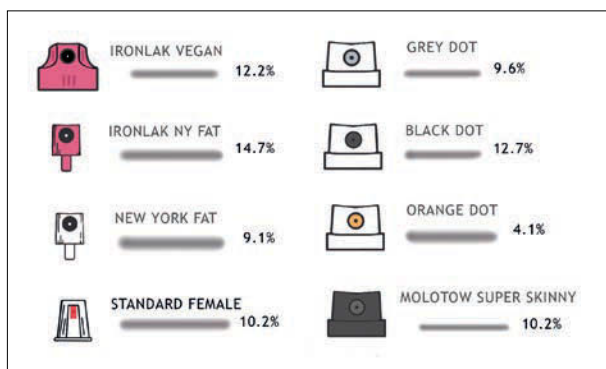 IRONLAK VEGAN
12.2%
IRONLAK NY FAT
14.7%
NEW YORK FAT
9.1%
STANDARD FEMALE
10.2%
GREY DOT
9.6%
BLACK DOT
12.7%
ORANGE DOT
4.1%
MOLOTOW SUPER SKINNY
10.2%